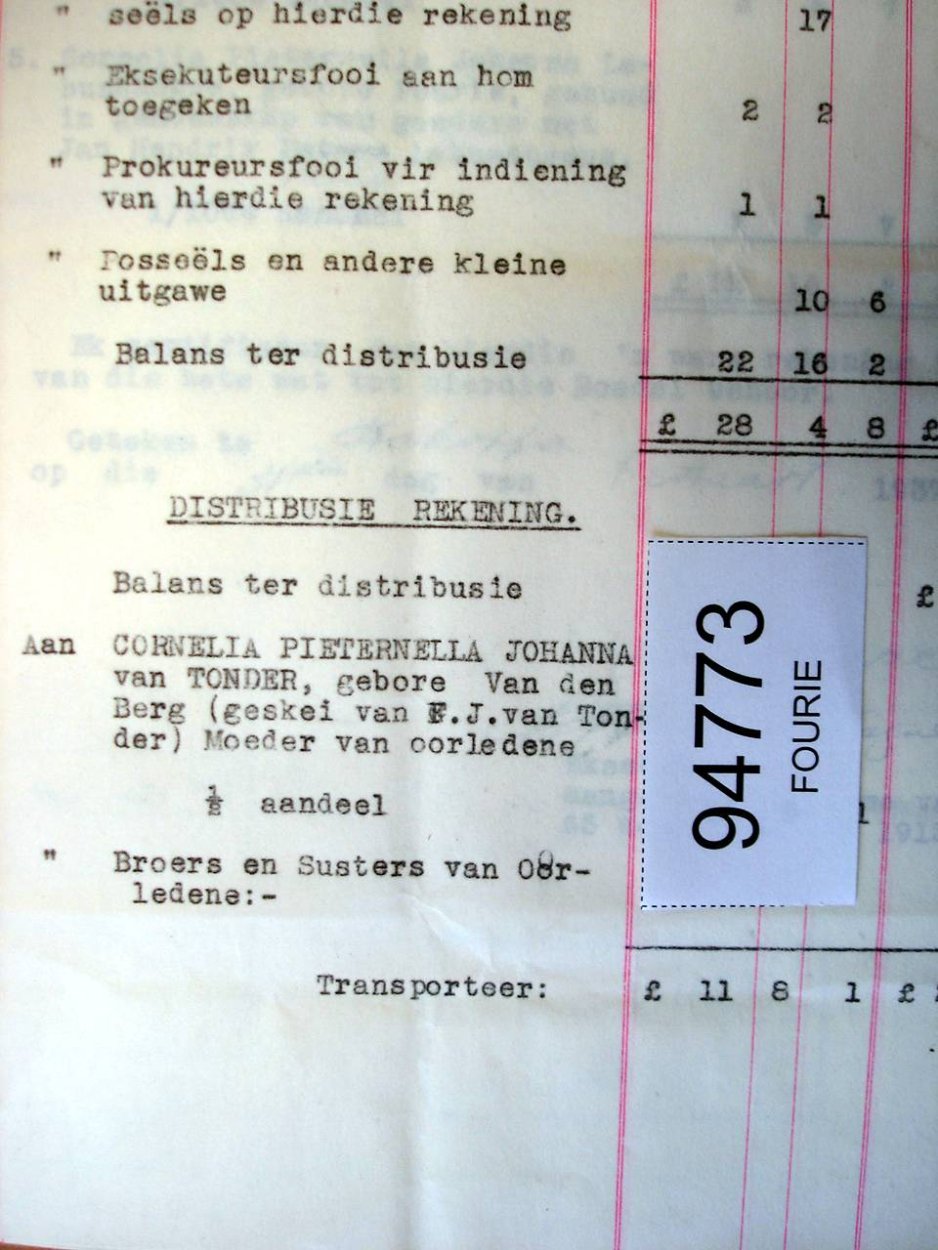 " seëls op hierdie rekening 17
" Eksekuteursfooi aan hom
toegeken 2 2
" Prokureursfooi vir indiening
van hierdie rekening 1 1
" Posseëls en andere kleine
uitgawe 10 6
Balans ter distribusie 22 16 2
£ 28 4 8 £
DISTRIBUSIE REKENING.
Balans ter distribusie £
Aan CORNELIA PIETERNELLA JOHANNA
van TONDER, gebore Van den
Berg (geskei van F.J.van Ton-
der) Moeder van oorledene
½ aandeel 1
" Broers en Susters van Oor-
ledene:-
94773
FOURIE
Transporteer: £ 11 8 1 £